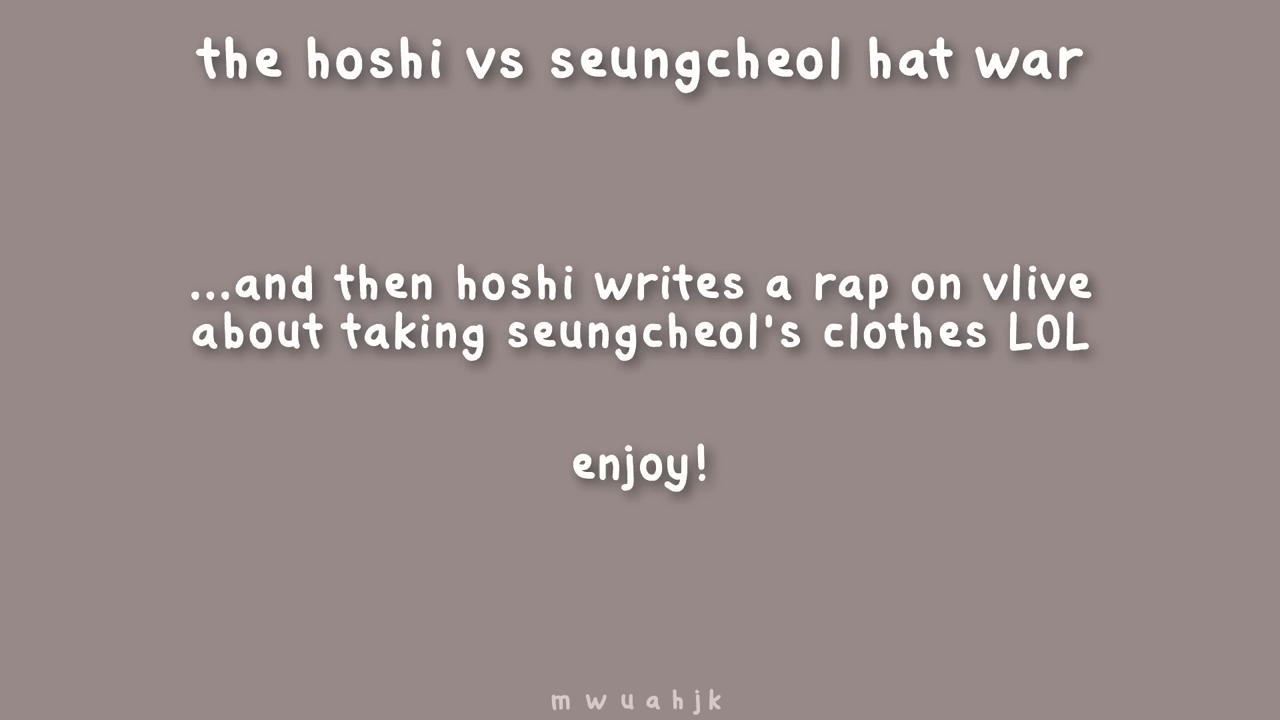 the hoshi vs seungcheol hat war
...and then hoshi writes a rap on vlive
about taking seungcheol's clothes LOL
enjoy!
mwuahjk